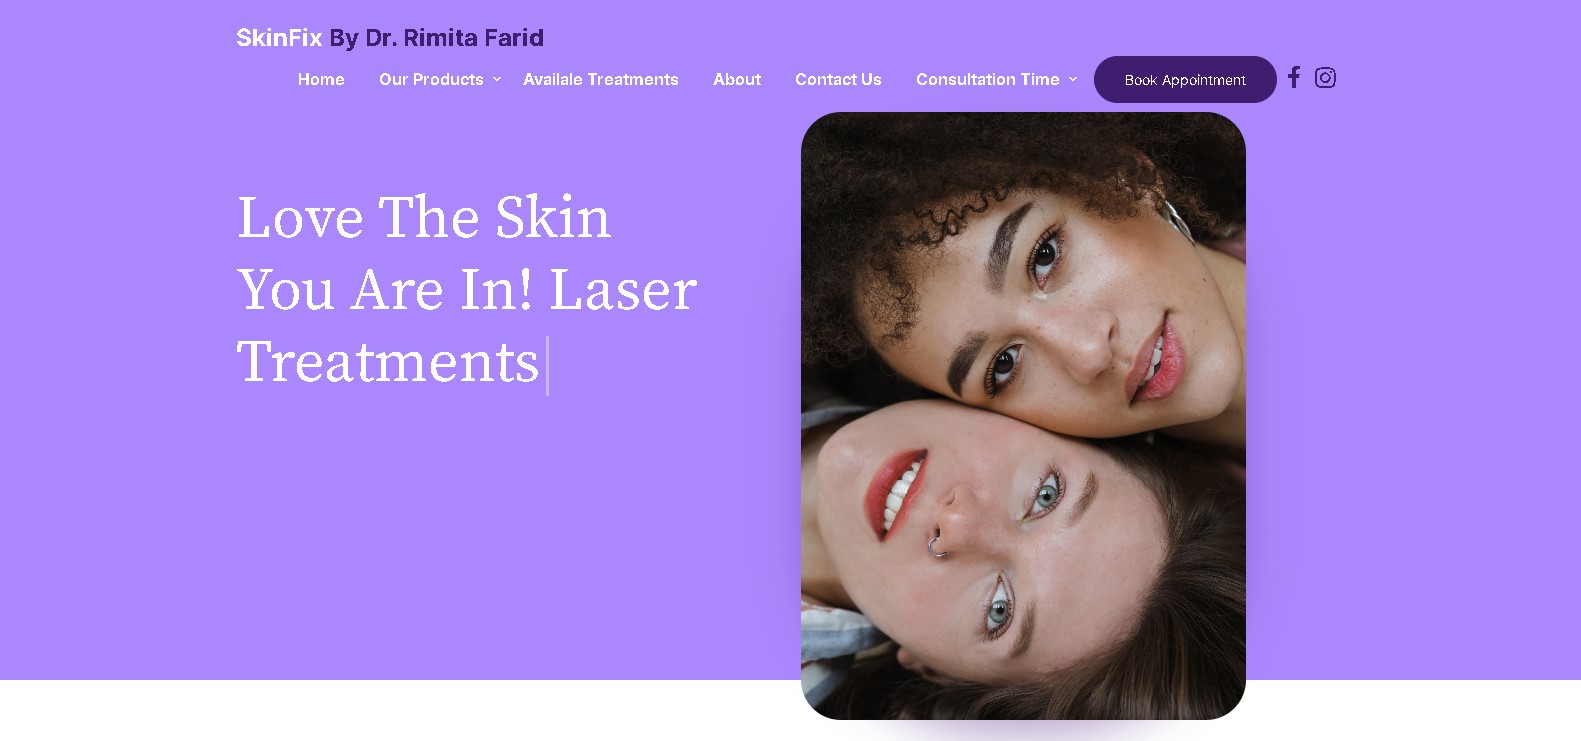 SkinFix By Dr. Rimita Farid
Home Our Products Availale Treatments About Contact Us Consultation Time Book Appointment
Love The Skin
You Are In! Laser
Treatments